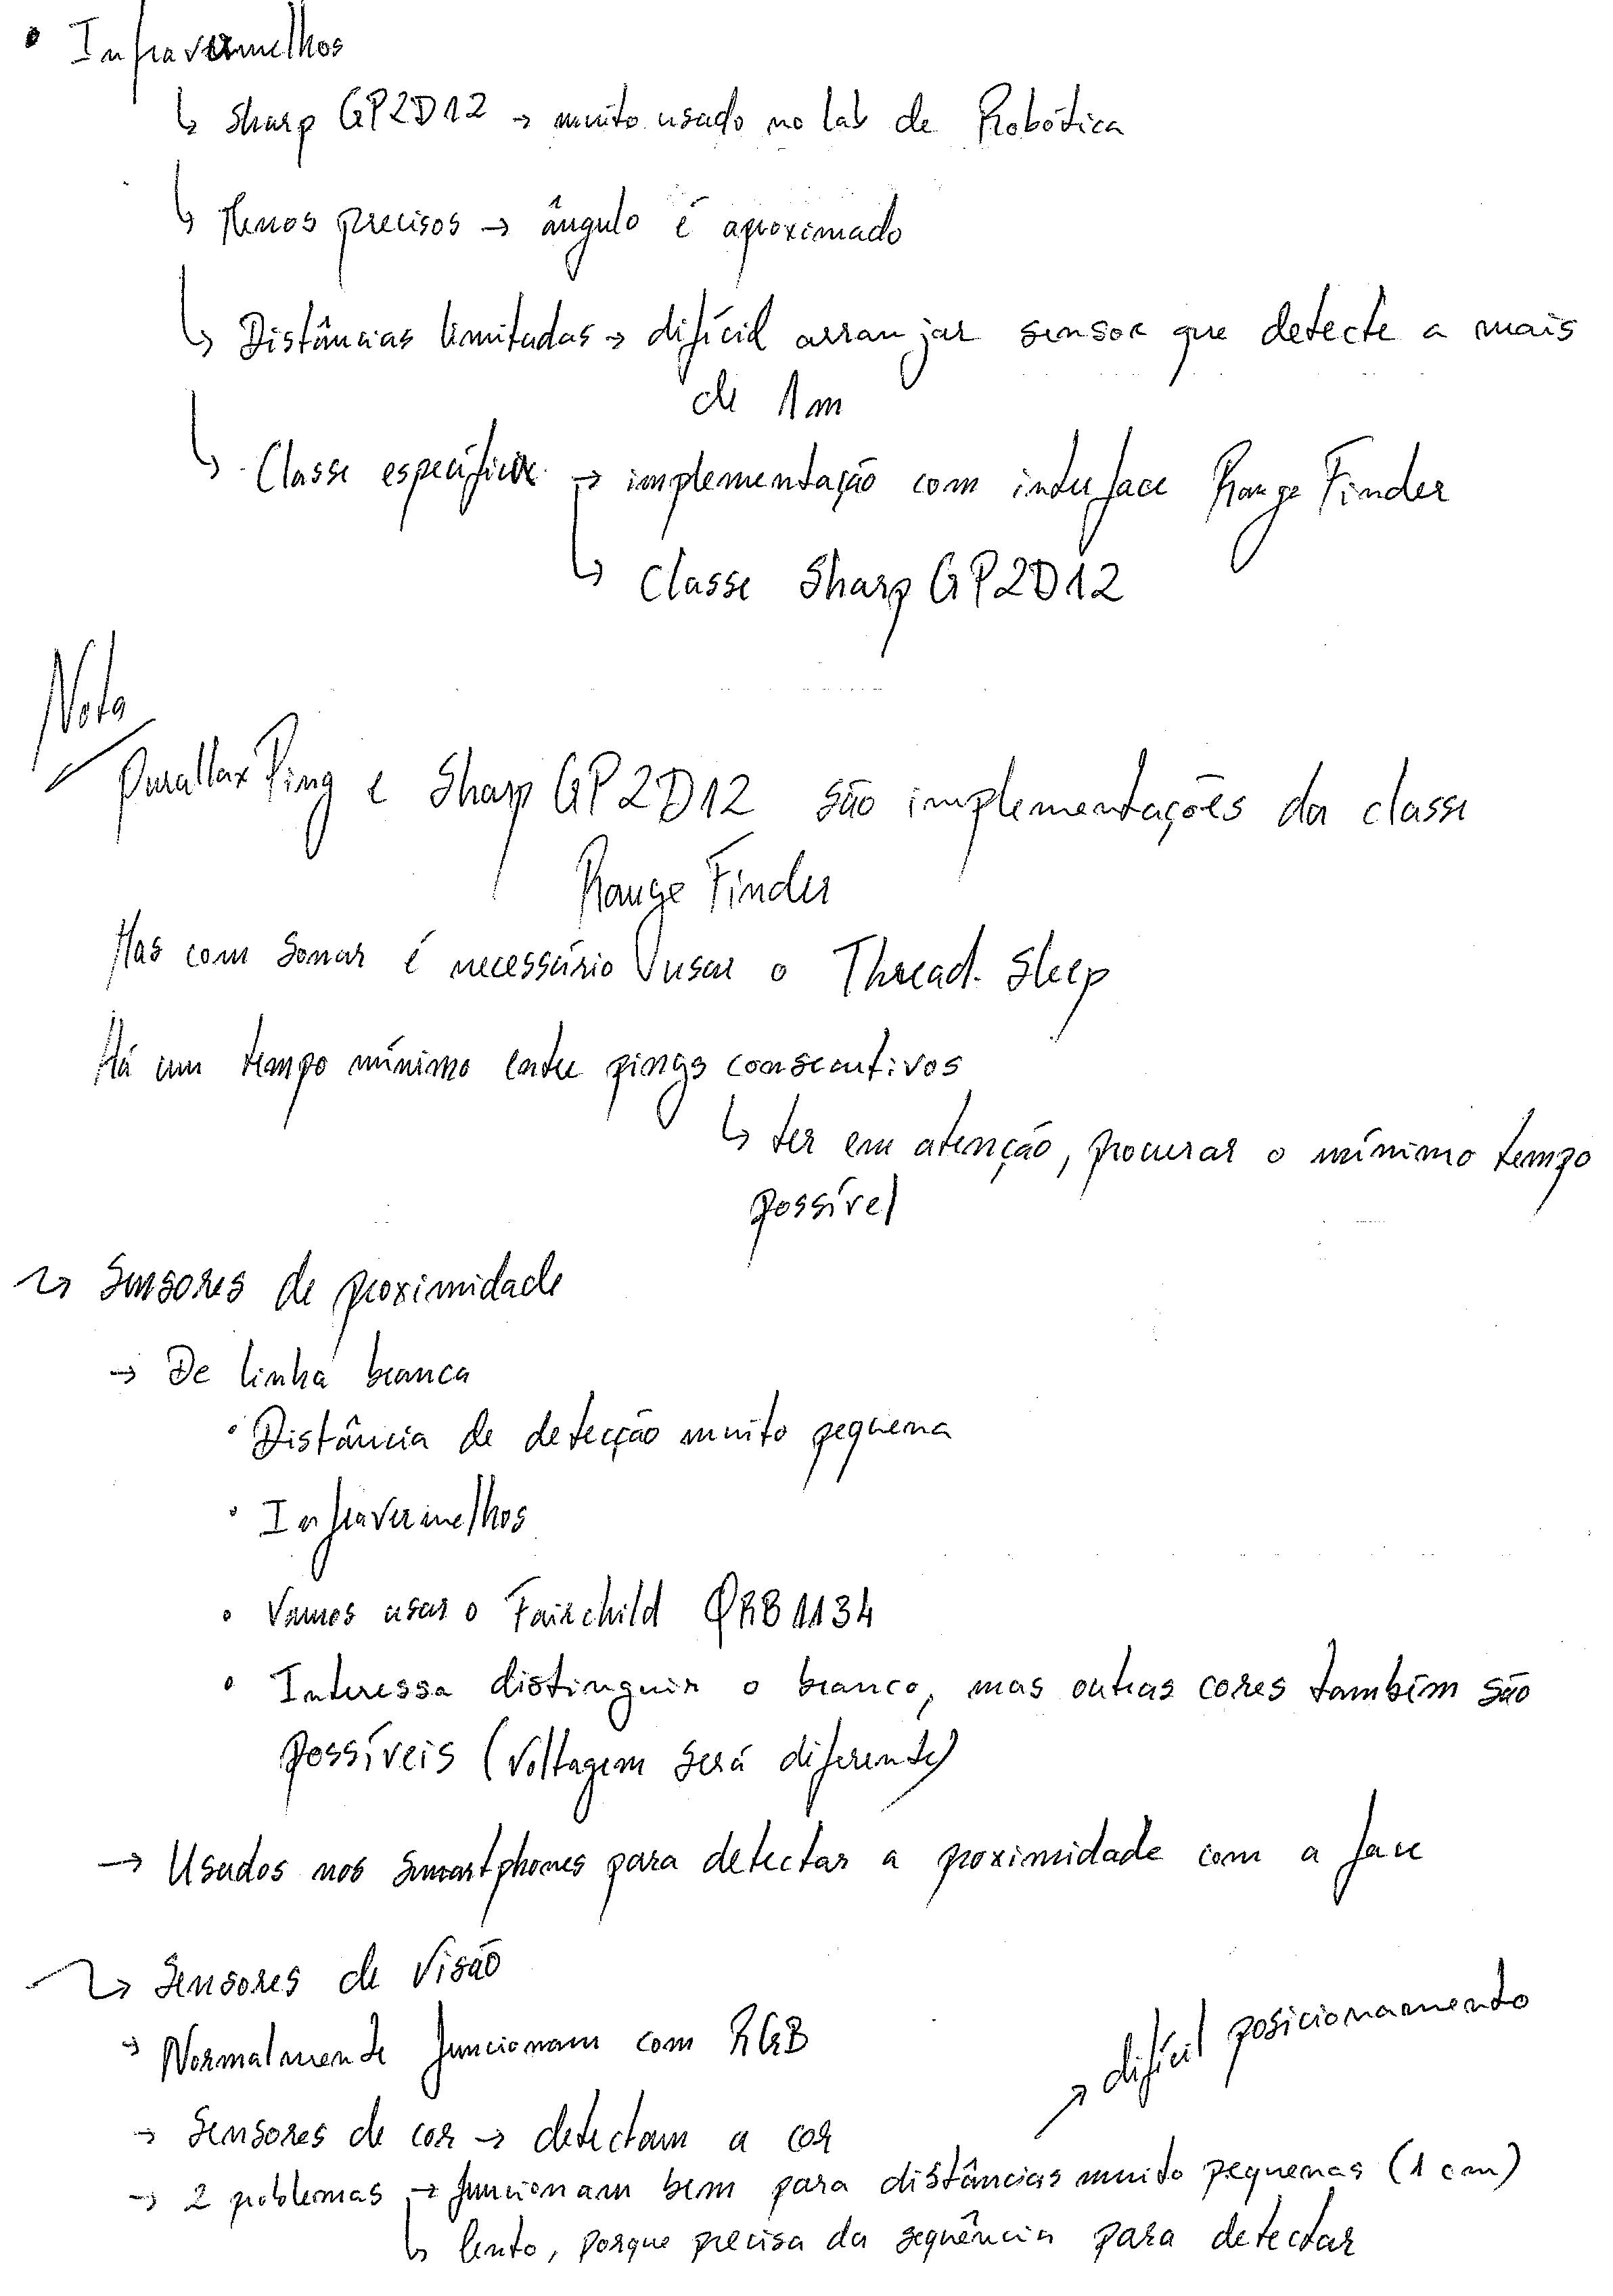 • Infravermelhos
↳ Sharp GP2D12 → muito usado no lab de Robótica
↳ Menos precisos → ângulo é aproximado
↳ Distâncias limitadas → difícil arranjar sensor que detecte a mais
de 1m
↳ Classe específica → implementação com interface Range Finder
↳ Classe Sharp GP2D12
Nota
Parallax Ping e Sharp GP2D12 são implementações da classe
Range Finder
Mas com Sonar é necessário usar o Thread.Sleep
Há um tempo mínimo entre pings consecutivos
↳ ter em atenção, procurar o mínimo tempo
possível
↳ Sensores de proximidade
→ De linha branca
• Distância de detecção muito pequena
• Infravermelhos
• Vamos usar o Fairchild QRB1134
• Interessa distinguir o branco, mas outras cores também são
possíveis (Voltagem será diferente)
→ Usados nos smartphones para detectar a proximidade com a face
↳ Sensores de Visão
→ Normalmente funcionam com RGB
↗ difícil posicionamento
→ Sensores de cor → detectam a cor
→ 2 problemas → funcionam bem para distâncias muito pequenas (1 cm)
↳ lento, porque precisa da sequência para detectar